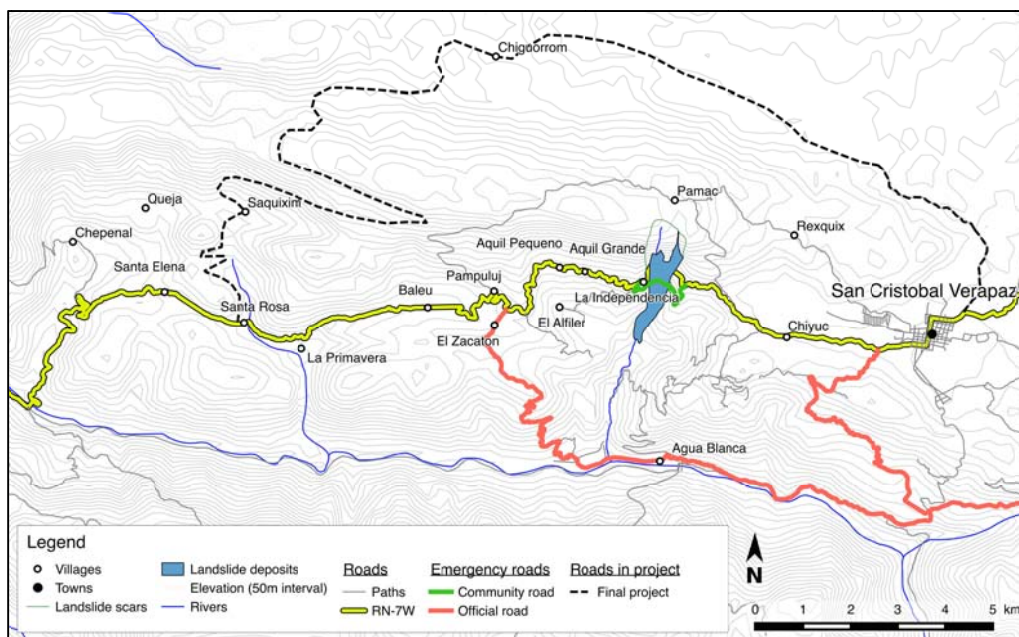 Chigoorrom
Queja
Saquixim
Pamac
Chepenal
Rexquix
Santa Elena
Aquil Pequeno
Aquil Grande
Pampuluj
Baleu
La Independencia
San Cristobal Verapaz
Santa Rosa
El Alfiler
El Zacaton
Chiyuc
La Primavera
Agua Blanca
Legend
Villages
Towns
Landslide scars
Landslide deposits
Elevation (50m interval)
Rivers
Roads
Paths
RN-7W
Emergency roads
Community road
Official road
Roads in project
Final project
N
0 1 2 3 4 5 km